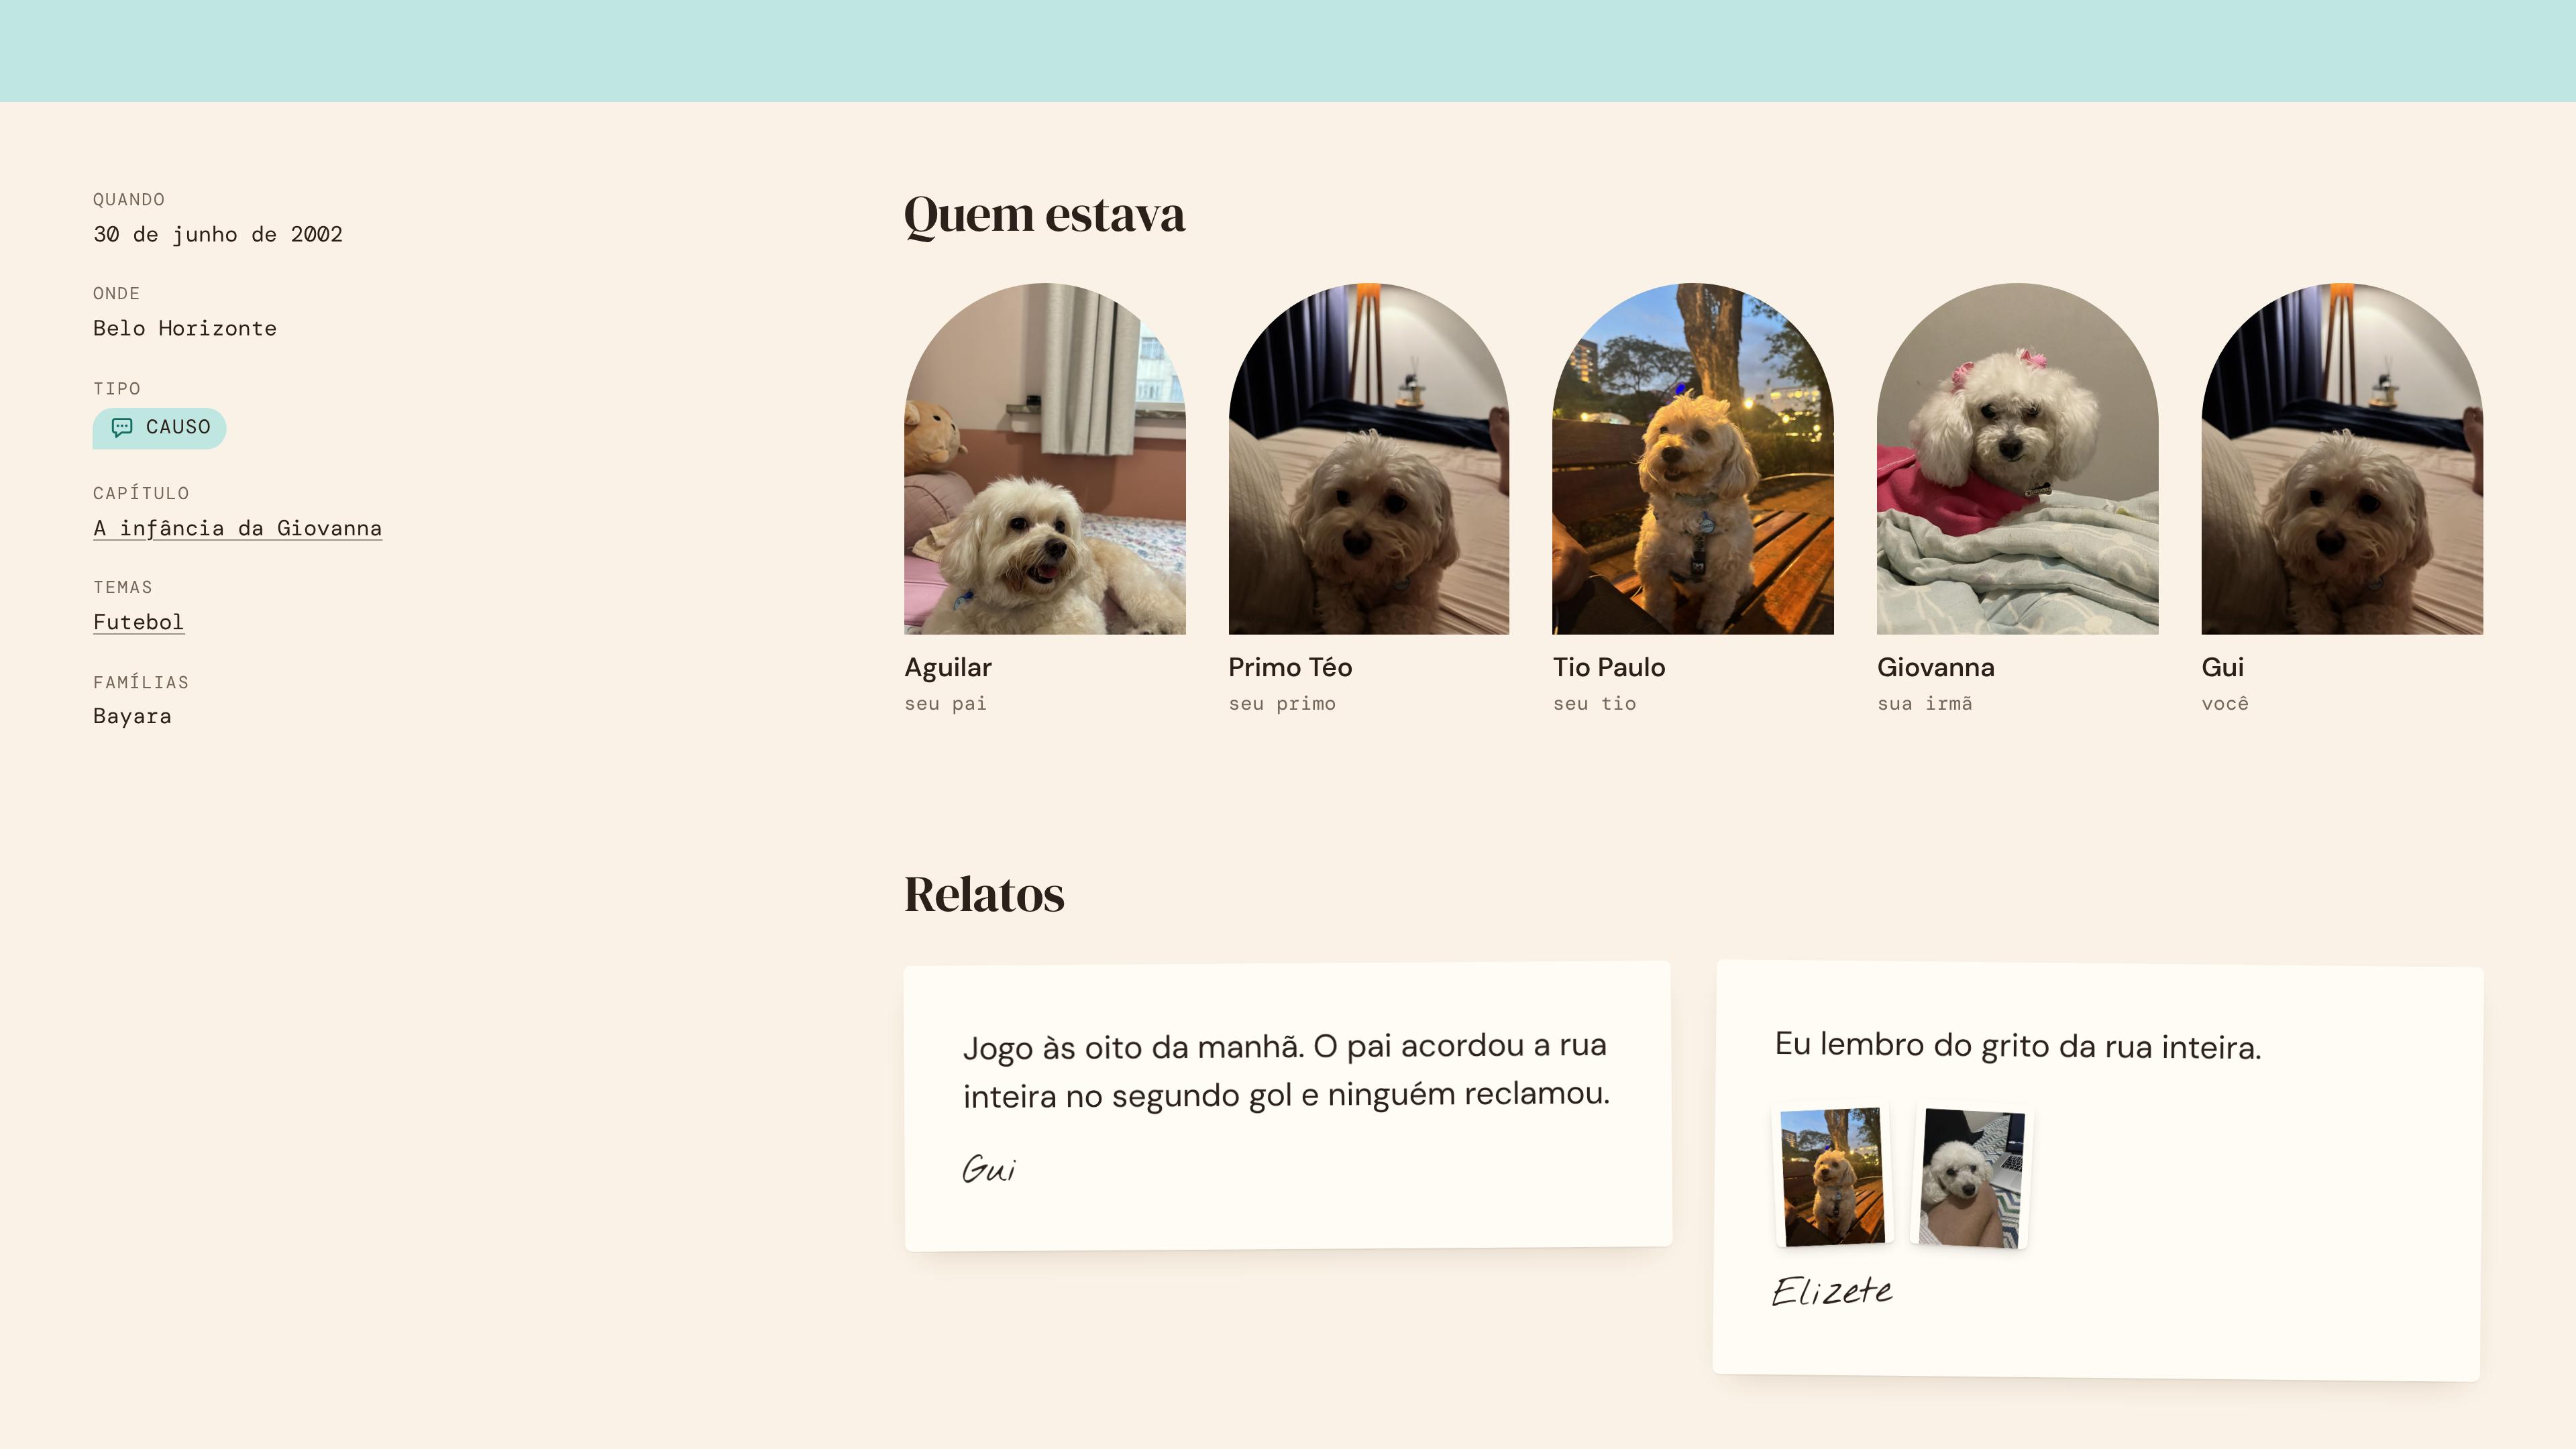 QUANDO
30 de junho de 2002
ONDE
Belo Horizonte
TIPO
CAUSO
CAPÍTULO
A infância da Giovanna
TEMAS
Futebol
FAMÍLIAS
Bayara
Quem estava
Aguilar
seu pai
Primo Téo
seu primo
Tio Paulo
seu tio
Giovanna
sua irmã
Gui
você
Relatos
Jogo às oito da manhã. O pai acordou a rua
inteira no segundo gol e ninguém reclamou.
Gui
Eu lembro do grito da rua inteira.
Elizete